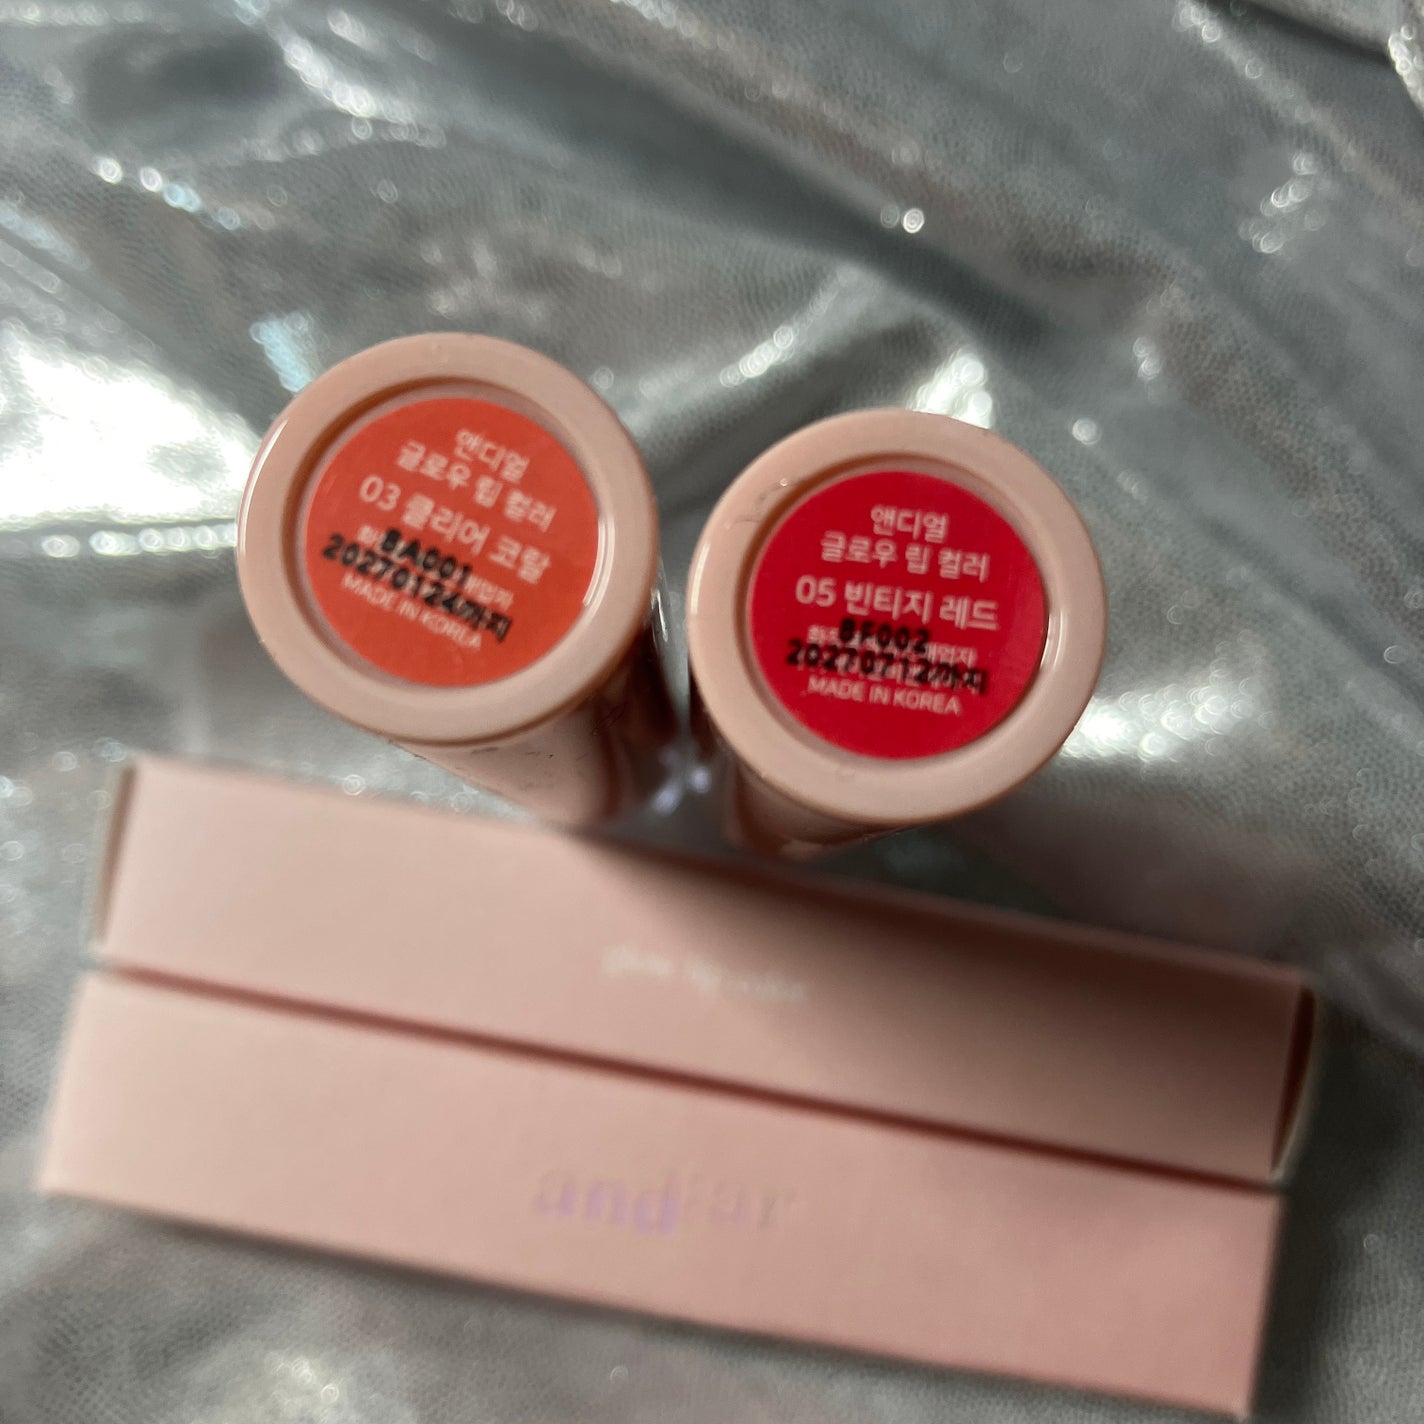 앤디얼
글로우 립 컬러
03 클리어 코랄
BA001
20270124까지
MADE IN KOREA
앤디얼
글로우 립 컬러
05 빈티지 레드
BF002
20270712까지
MADE IN KOREA
glow lip color
andear